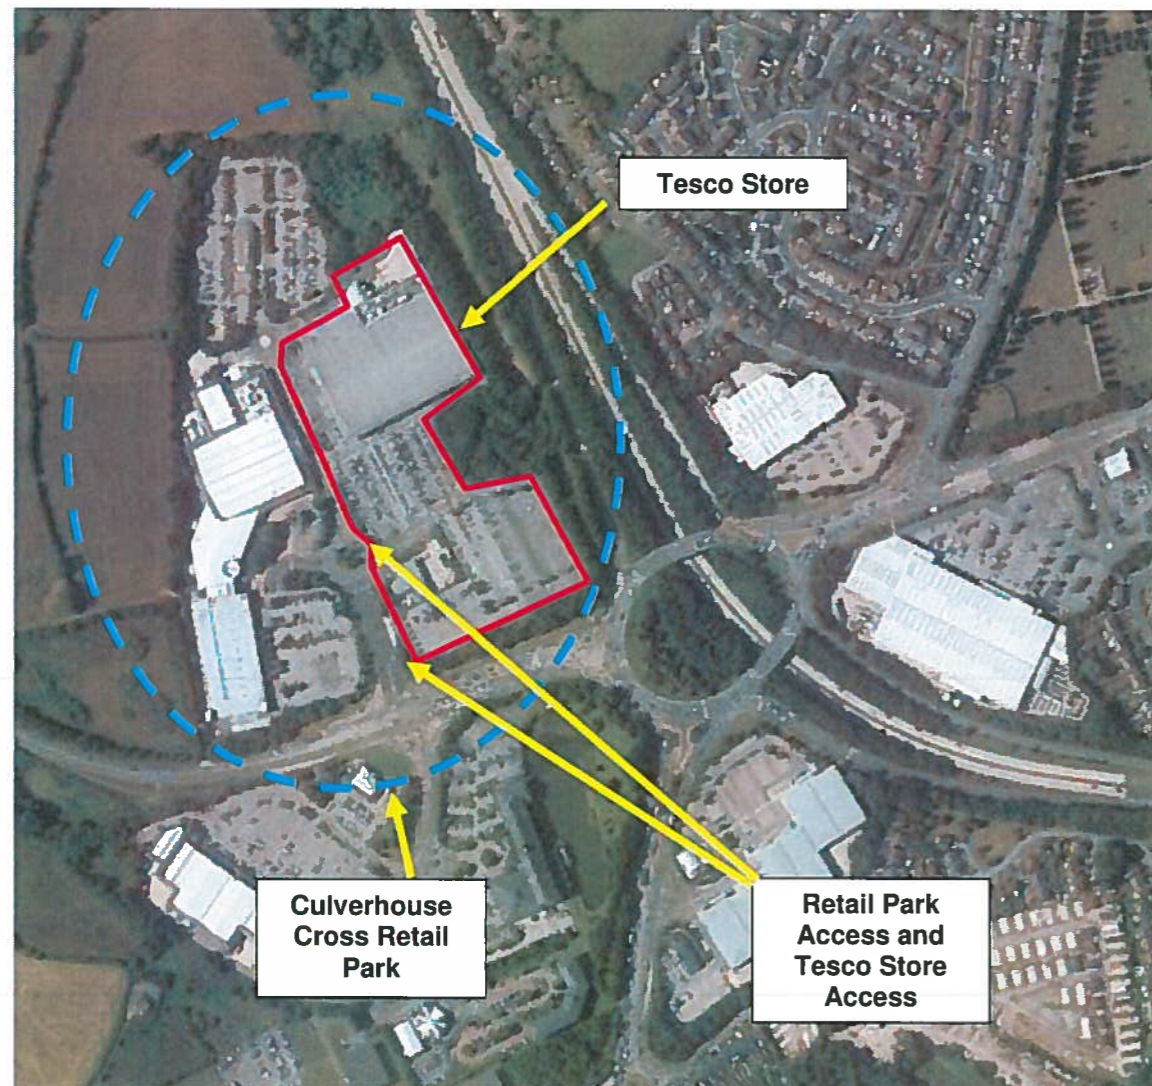 Tesco Store
Culverhouse
Cross Retail
Park
Retail Park
Access and
Tesco Store
Access